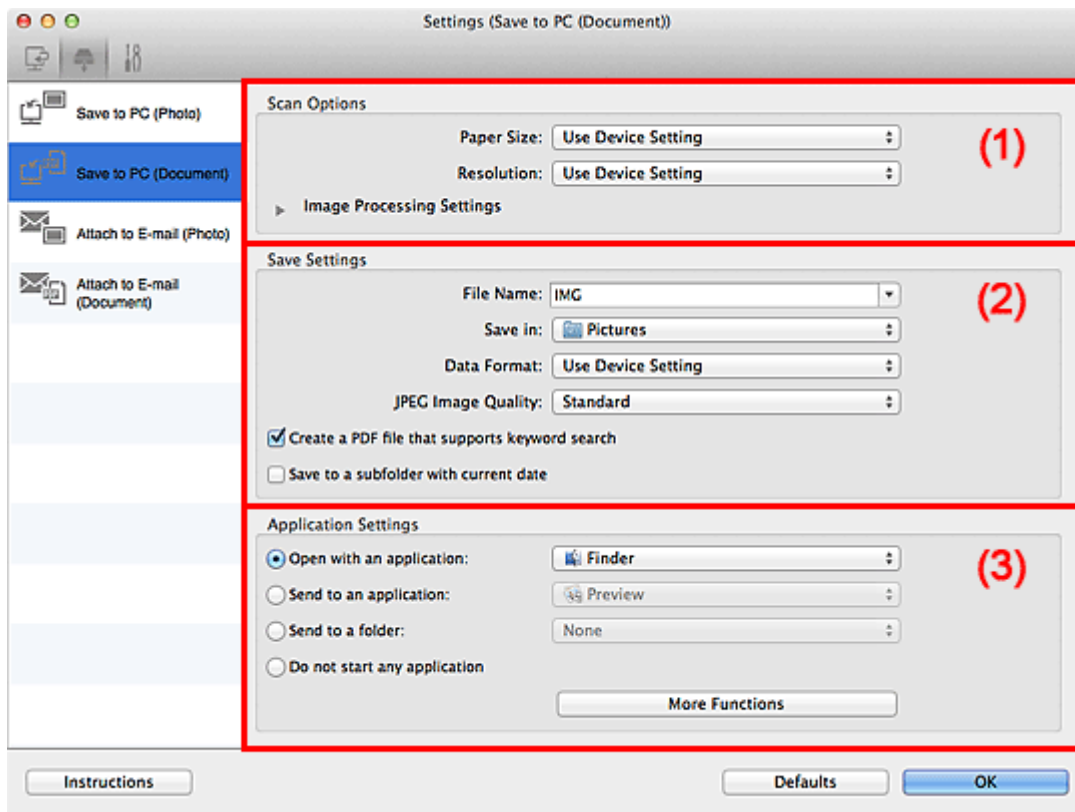 Settings (Save to PC (Document))
Save to PC (Photo)
Save to PC (Document)
Attach to E-mail (Photo)
Attach to E-mail
(Document)
Scan Options
(1)
Paper Size: Use Device Setting
Resolution: Use Device Setting
Image Processing Settings
Save Settings
(2)
File Name: IMG
Save in: Pictures
Data Format: Use Device Setting
JPEG Image Quality: Standard
Create a PDF file that supports keyword search
Save to a subfolder with current date
Application Settings
(3)
Open with an application: Finder
Send to an application: Preview
Send to a folder: None
Do not start any application
More Functions
Instructions Defaults OK